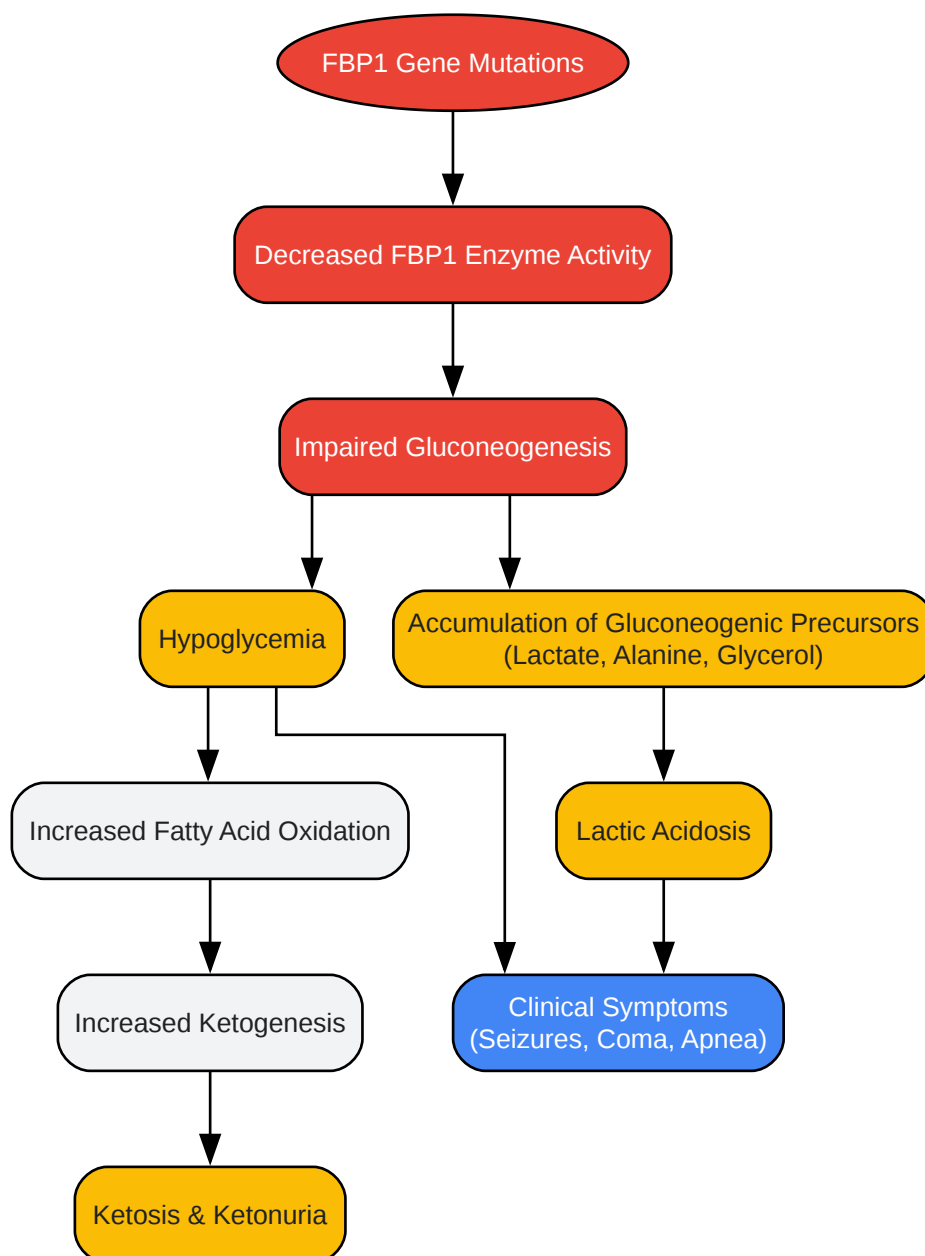 FBP1 Gene Mutations
Decreased FBP1 Enzyme Activity
Impaired Gluconeogenesis
Hypoglycemia
Accumulation of Gluconeogenic Precursors
(Lactate, Alanine, Glycerol)
Increased Fatty Acid Oxidation
Lactic Acidosis
Increased Ketogenesis
Clinical Symptoms
(Seizures, Coma, Apnea)
Ketosis & Ketonuria